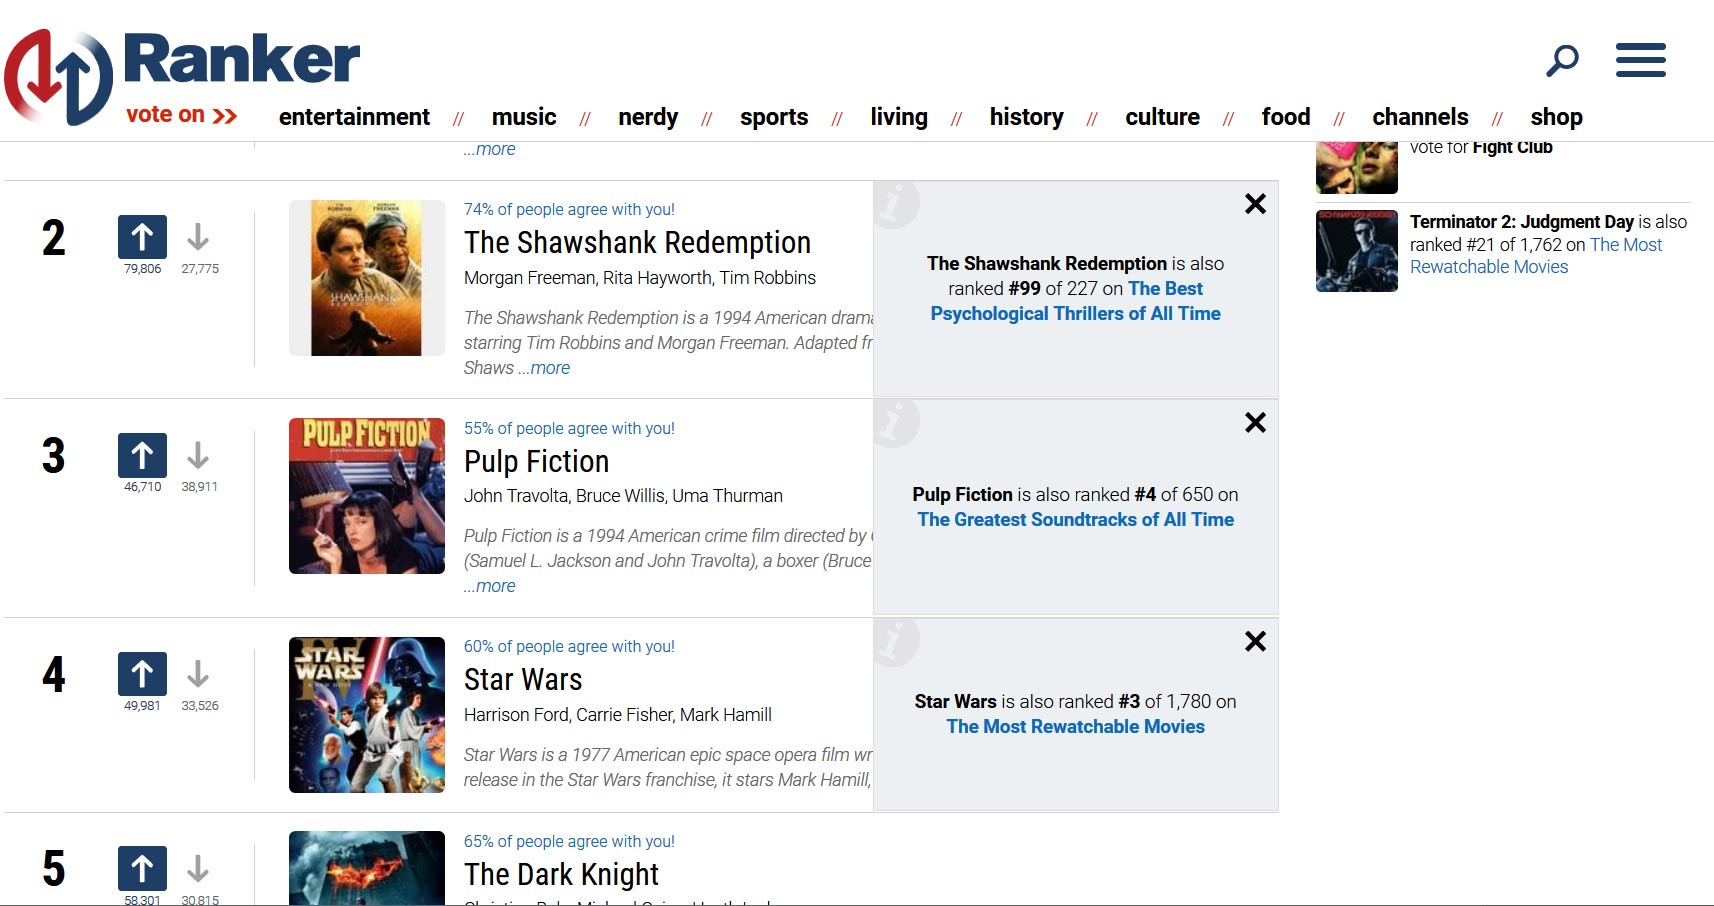 Ranker
vote on
entertainment // music // nerdy // sports // living // history // culture // food // channels // shop
...more
vote for Fight Club
2
79,806
27,775
74% of people agree with you!
The Shawshank Redemption
Morgan Freeman, Rita Hayworth, Tim Robbins
The Shawshank Redemption is a 1994 American drama
starring Tim Robbins and Morgan Freeman. Adapted fr
Shaws ...more
The Shawshank Redemption is also
ranked #99 of 227 on The Best
Psychological Thrillers of All Time
Terminator 2: Judgment Day is also
ranked #21 of 1,762 on The Most
Rewatchable Movies
3
46,710
38,911
PULP FICTION
55% of people agree with you!
Pulp Fiction
John Travolta, Bruce Willis, Uma Thurman
Pulp Fiction is a 1994 American crime film directed by
(Samuel L. Jackson and John Travolta), a boxer (Bruce
...more
Pulp Fiction is also ranked #4 of 650 on
The Greatest Soundtracks of All Time
4
49,981
33,526
STAR
WARS
60% of people agree with you!
Star Wars
Harrison Ford, Carrie Fisher, Mark Hamill
Star Wars is a 1977 American epic space opera film wr
release in the Star Wars franchise, it stars Mark Hamill,
Star Wars is also ranked #3 of 1,780 on
The Most Rewatchable Movies
5
58,301
30,815
65% of people agree with you!
The Dark Knight